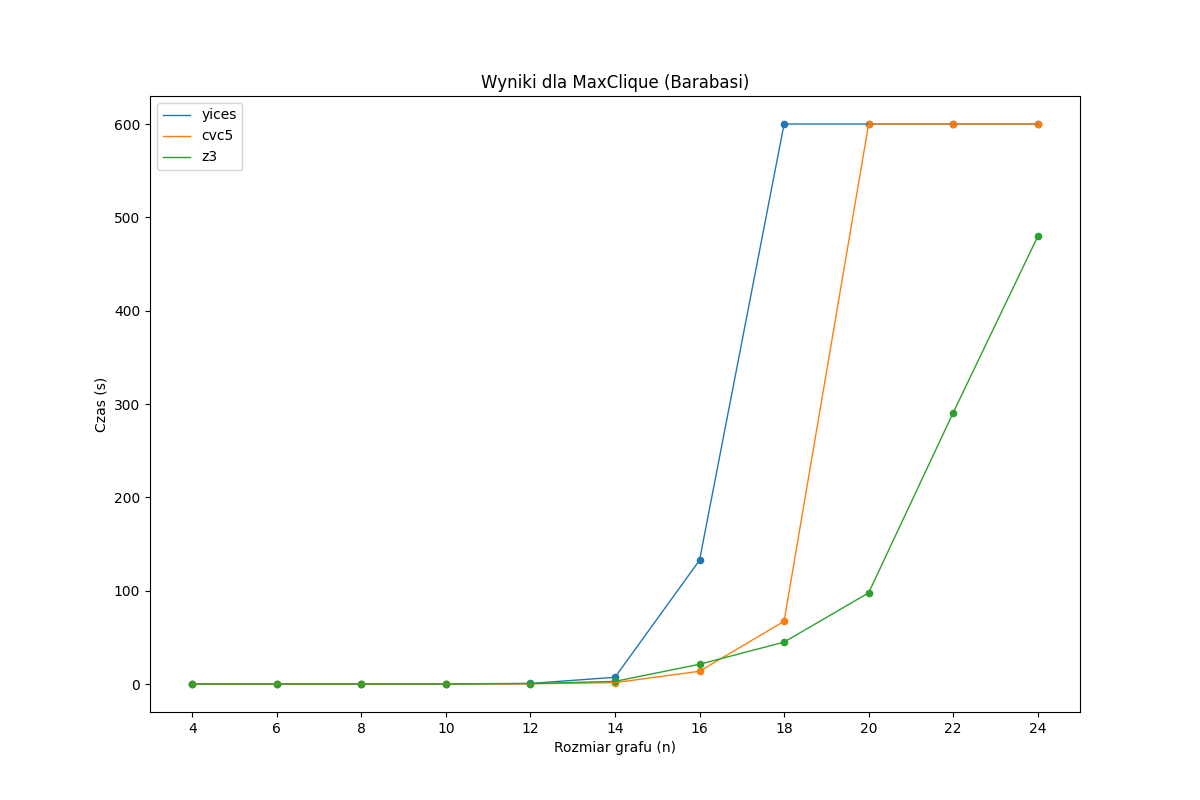 Wyniki dla MaxClique (Barabasi)
yices
cvc5
z3
600
500
400
300
200
100
0
Czas (s)
4 6 8 10 12 14 16 18 20 22 24
Rozmiar grafu (n)